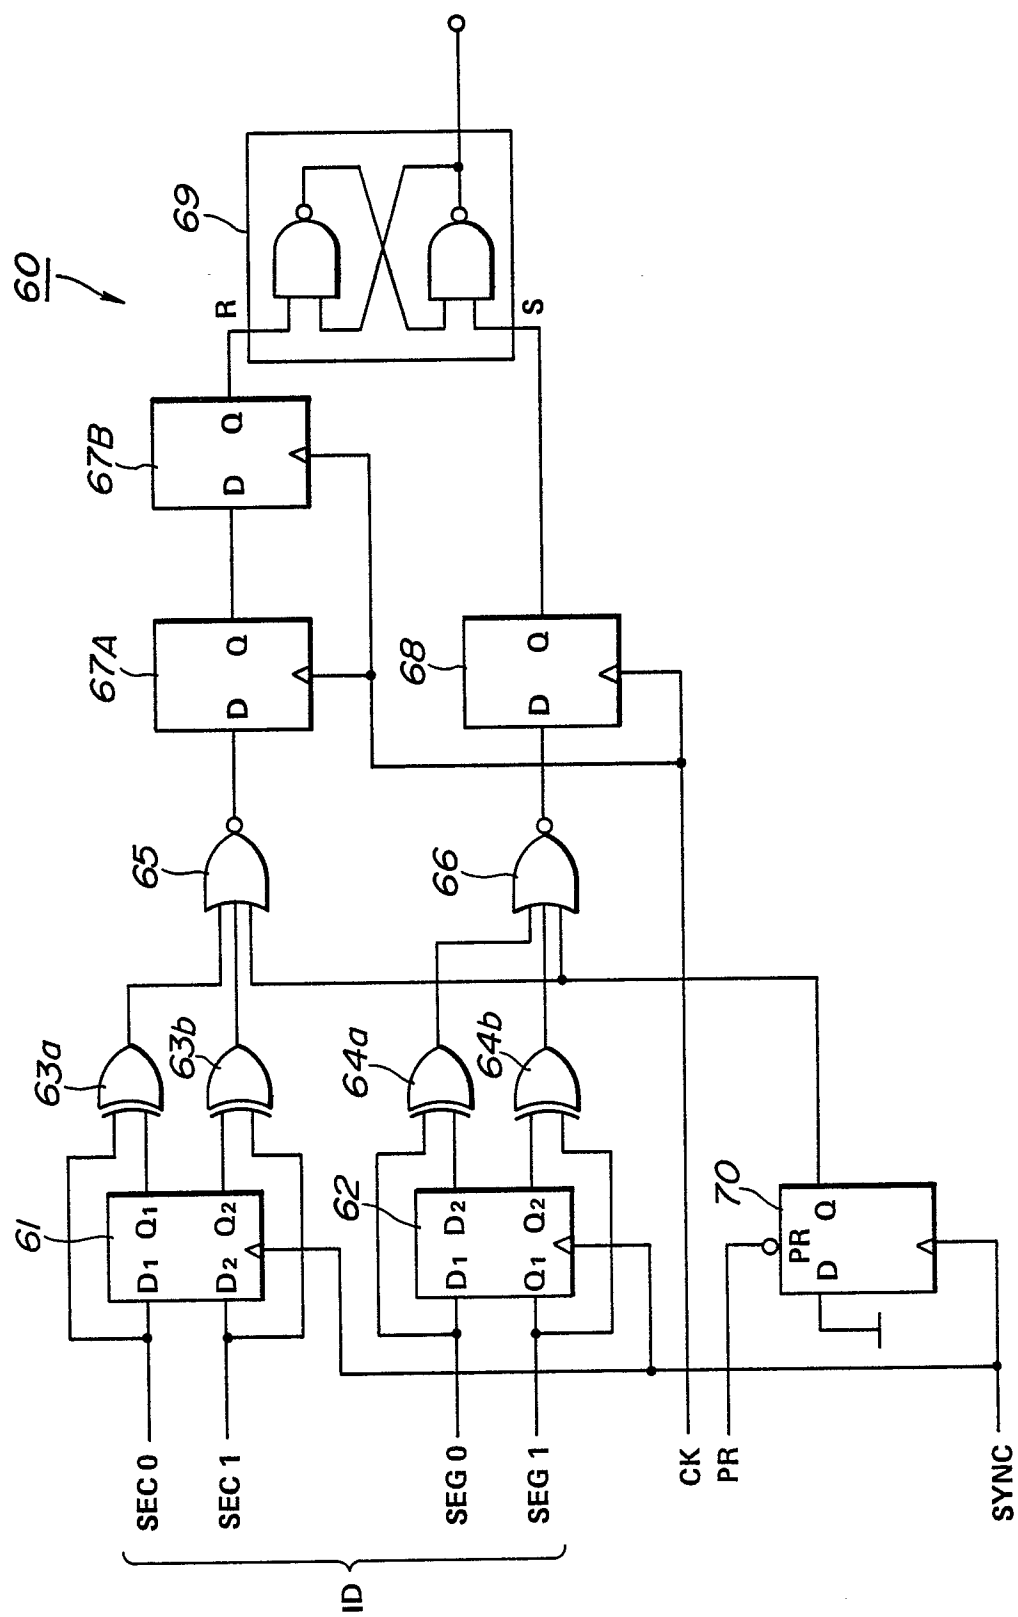 60
61
D1 Q1
D2 Q2
63a
63b
65
67A
D Q
67B
D Q
69
R
S
62
D1 D2
Q1 Q2
64a
64b
66
68
D Q
70
PR
D Q
SEC 0
SEC 1
SEG 0
SEG 1
ID
CK
PR
SYNC